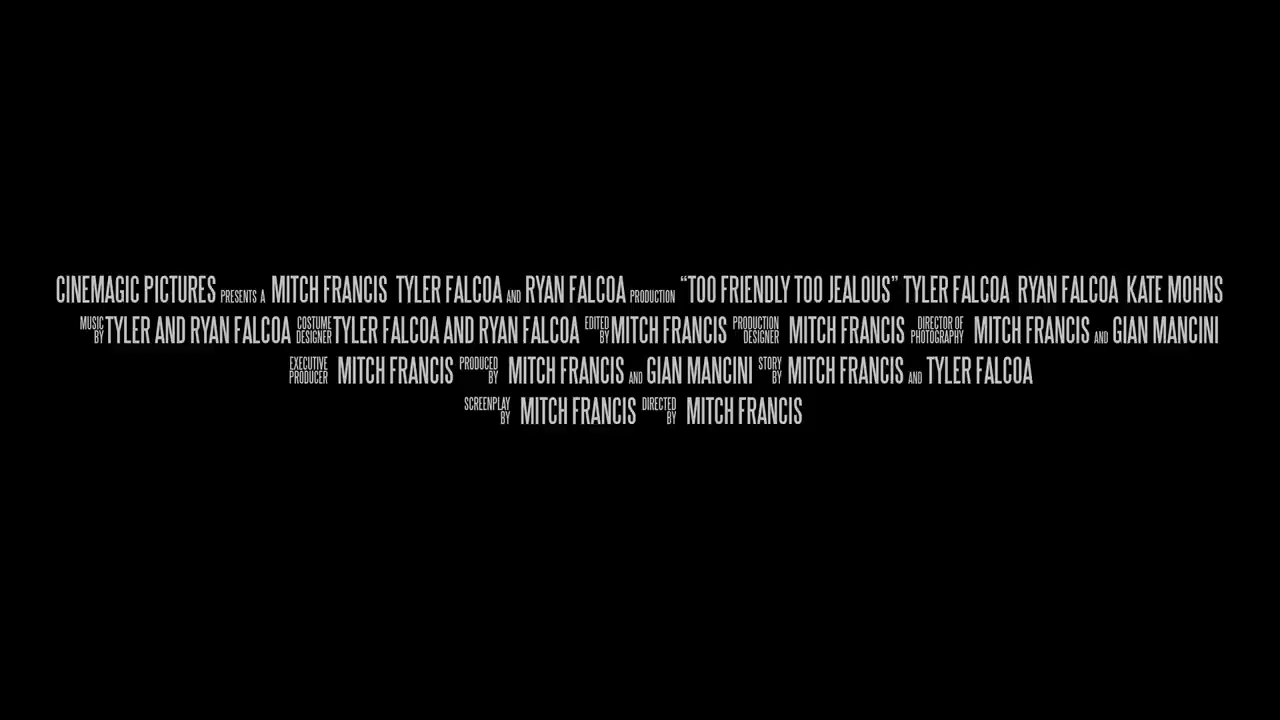 CINEMAGIC PICTURES PRESENTS A MITCH FRANCIS TYLER FALCOA AND RYAN FALCOA PRODUCTION “TOO FRIENDLY TOO JEALOUS” TYLER FALCOA RYAN FALCOA KATE MOHNS
MUSIC BY TYLER AND RYAN FALCOA COSTUME DESIGNER TYLER FALCOA AND RYAN FALCOA EDITED BY MITCH FRANCIS PRODUCTION DESIGNER MITCH FRANCIS DIRECTOR OF PHOTOGRAPHY MITCH FRANCIS AND GIAN MANCINI
EXECUTIVE PRODUCER MITCH FRANCIS PRODUCED BY MITCH FRANCIS AND GIAN MANCINI STORY BY MITCH FRANCIS AND TYLER FALCOA
SCREENPLAY BY MITCH FRANCIS DIRECTED BY MITCH FRANCIS